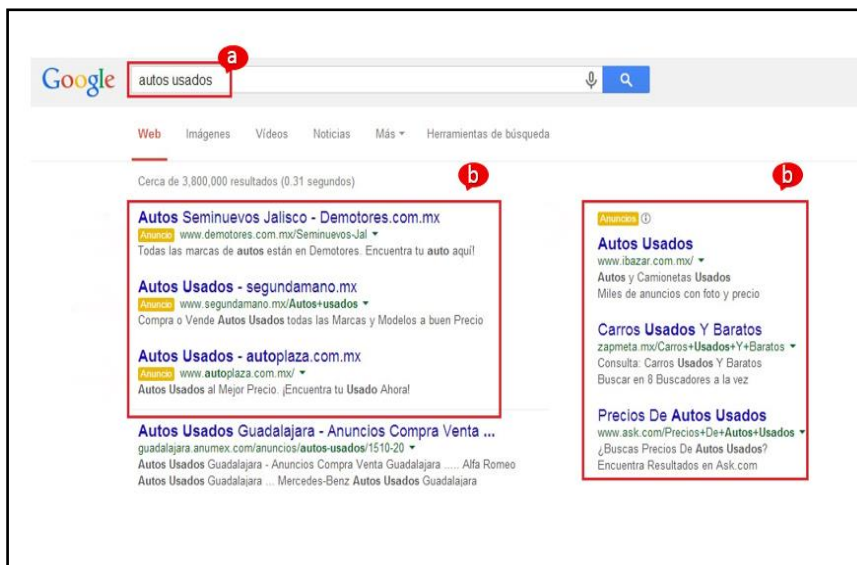 a
Google
autos usados
Web Imágenes Vídeos Noticias Más Herramientas de búsqueda
Cerca de 3,800,000 resultados (0.31 segundos)
b
Autos Seminuevos Jalisco - Demotores.com.mx
Anuncio www.demotores.com.mx/Seminuevos-Jal
Todas las marcas de autos están en Demotores. Encuentra tu auto aquí!
Autos Usados - segundamano.mx
Anuncio www.segundamano.mx/Autos+usados
Compra o Vende Autos Usados todas las Marcas y Modelos a buen Precio
Autos Usados - autoplaza.com.mx
Anuncio www.autoplaza.com.mx/
Autos Usados al Mejor Precio. ¡Encuentra tu Usado Ahora!
Autos Usados Guadalajara - Anuncios Compra Venta ...
guadalajara.anumex.com/anuncios/autos-usados/1510-20
Autos Usados Guadalajara - Anuncios Compra Venta Guadalajara ..... Alfa Romeo
Autos Usados Guadalajara ... Mercedes-Benz Autos Usados Guadalajara
b
Anuncios
Autos Usados
www.ibazar.com.mx/
Autos y Camionetas Usados
Miles de anuncios con foto y precio
Carros Usados Y Baratos
zapmeta.mx/Carros+Usados+Y+Baratos
Consulta: Carros Usados Y Baratos
Buscar en 8 Buscadores a la vez
Precios De Autos Usados
www.ask.com/Precios+De+Autos+Usados
¿Buscas Precios De Autos Usados?
Encuentra Resultados en Ask.com